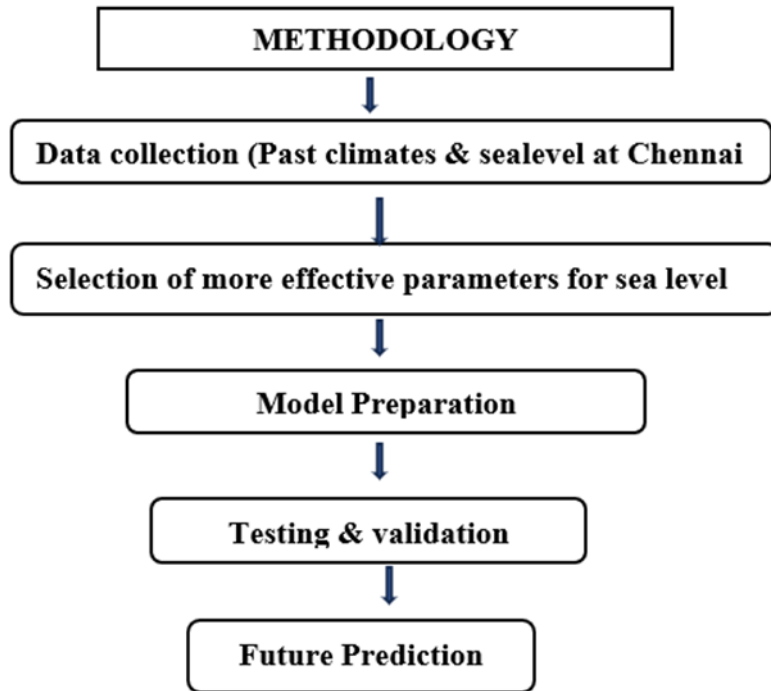 METHODOLOGY
Data collection (Past climates & sealevel at Chennai
Selection of more effective parameters for sea level
Model Preparation
Testing & validation
Future Prediction